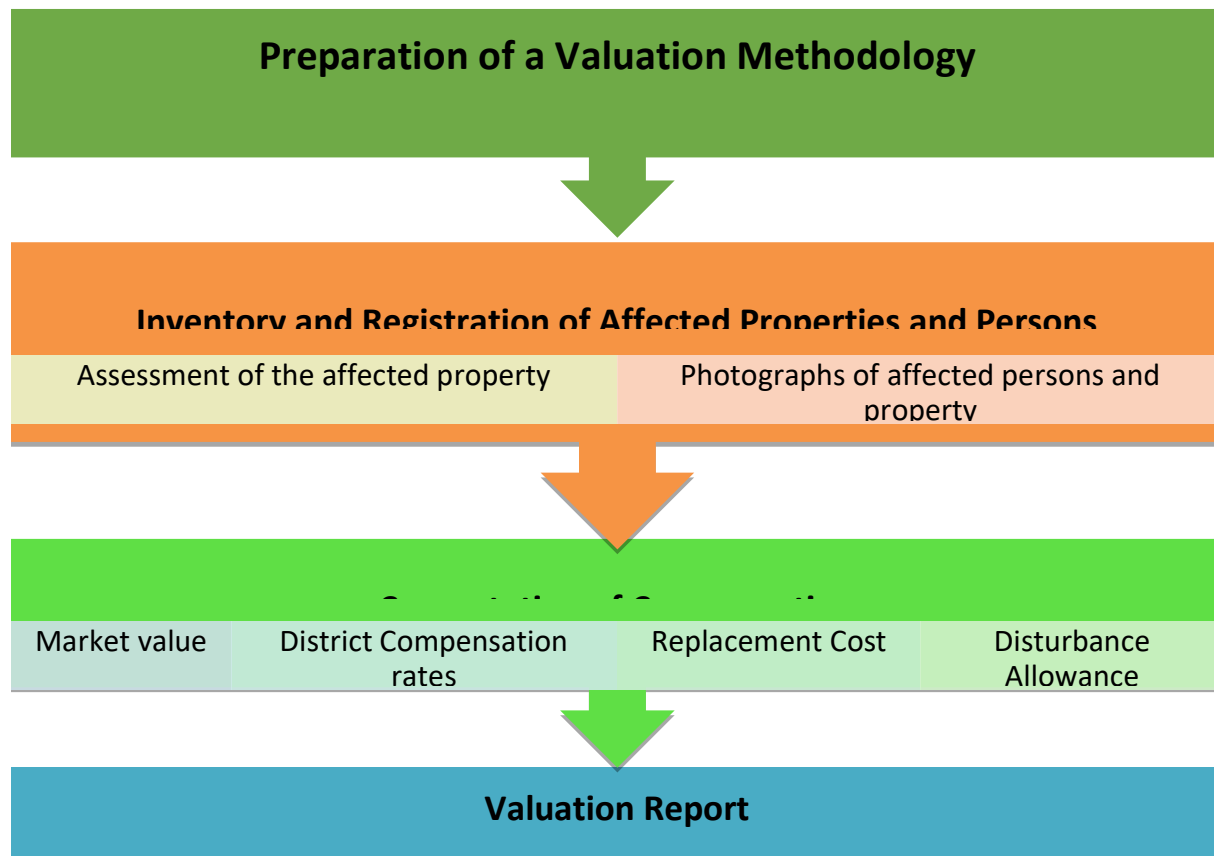 Preparation of a Valuation Methodology
Inventory and Registration of Affected Properties and Persons
Assessment of the affected property
Photographs of affected persons and
property
Market value
District Compensation
rates
Replacement Cost
Disturbance
Allowance
Valuation Report